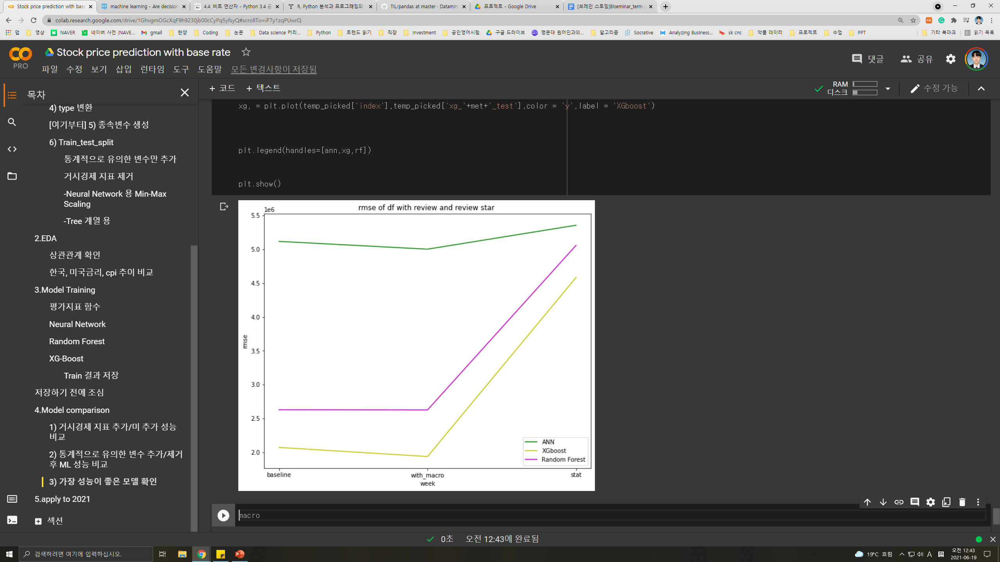 Stock price prediction with base
machine learning - Are decision
4.4. 비트 연산자 - Python 3.4 공
R, Python 분석과 프로그래밍의
TIL/pandas at master · Datamin
프로젝트 - Google Drive
[브레인 스토밍]BIseminar_term
colab.research.google.com/drive/1GhvgmOGcXqF9h9230jb00cCyPq5yfsyQ#scrollTo=iF7y1zqPUwrQ
앱 영상 NAVER 네이버 사전 (NAVE... gmail 한양 Coding 논문 Data science 커리... Python 트렌드 읽기 직장 Investment 공인영어시험 구글 드라이브 명문대 원어민과의... 알고리즘 Socrative Analyzing Business... sk cnc 악플 데이터 프로젝트 수업 PPT 기타 북마크 읽기 목록
Stock price prediction with base rate
PRO
파일 수정 보기 삽입 런타임 도구 도움말 모든 변경사항이 저장됨
댓글 공유
+ 코드 + 텍스트
RAM
디스크
수정 가능
목차
4) type 변환
[여기부터] 5) 종속변수 생성
6) Train_test_split
통계적으로 유의한 변수만 추가
거시경제 지표 제거
-Neural Network 용 Min-Max
Scaling
-Tree 계열 용
2.EDA
상관관계 확인
한국, 미국금리, cpi 추이 비교
3.Model Training
평가지표 함수
Neural Network
Random Forest
XG-Boost
Train 결과 저장
저장하기 전에 조심
4.Model comparison
1) 거시경제 지표 추가/미 추가 성능
비교
2) 통계적으로 유의한 변수 추가/제거
후 ML 성능 비교
3) 가장 성능이 좋은 모델 확인
5.apply to 2021
섹션
xg, = plt.plot(temp_picked['index'],temp_picked['xg_'+met+'_test'],color = 'y',label = 'XGboost')
plt.legend(handles=[ann,xg,rf])
plt.show()
rmse of df with review and review star
1e6
5.5
5.0
4.5
4.0
3.5
3.0
2.5
2.0
rmse
ANN
XGboost
Random Forest
baseline with_macro stat
week
macro
0초 오전 12:43에 완료됨
검색하려면 여기에 입력하십시오.
19°C 흐림
A
오전 12:43
2021-06-19